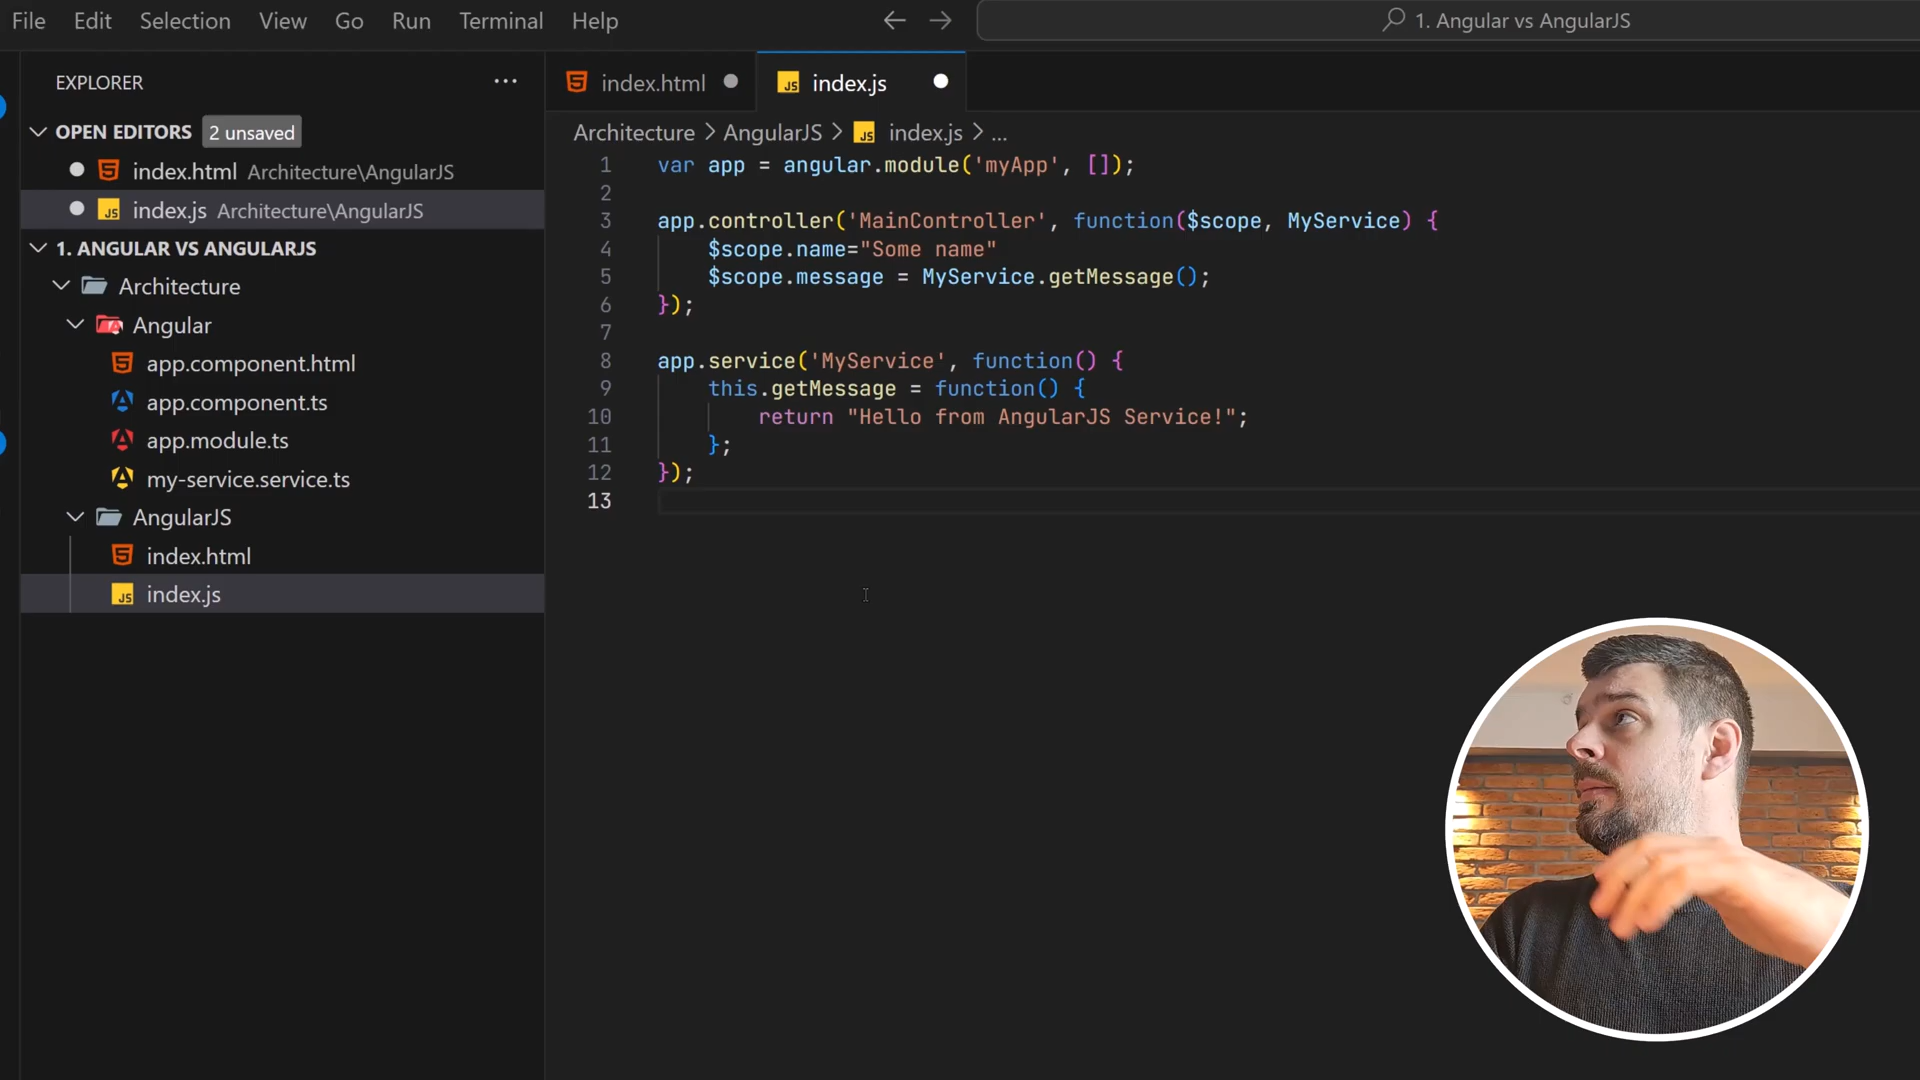 File Edit Selection View Go Run Terminal Help
1. Angular vs AngularJS
EXPLORER
OPEN EDITORS 2 unsaved
index.html Architecture\AngularJS
index.js Architecture\AngularJS
1. ANGULAR VS ANGULARJS
Architecture
Angular
app.component.html
app.component.ts
app.module.ts
my-service.service.ts
AngularJS
index.html
index.js
index.html
index.js
Architecture > AngularJS > index.js > ...
1 var app = angular.module('myApp', []);
2
3 app.controller('MainController', function($scope, MyService) {
4 $scope.name="Some name"
5 $scope.message = MyService.getMessage();
6 });
7
8 app.service('MyService', function() {
9 this.getMessage = function() {
10 return "Hello from AngularJS Service!";
11 };
12 });
13